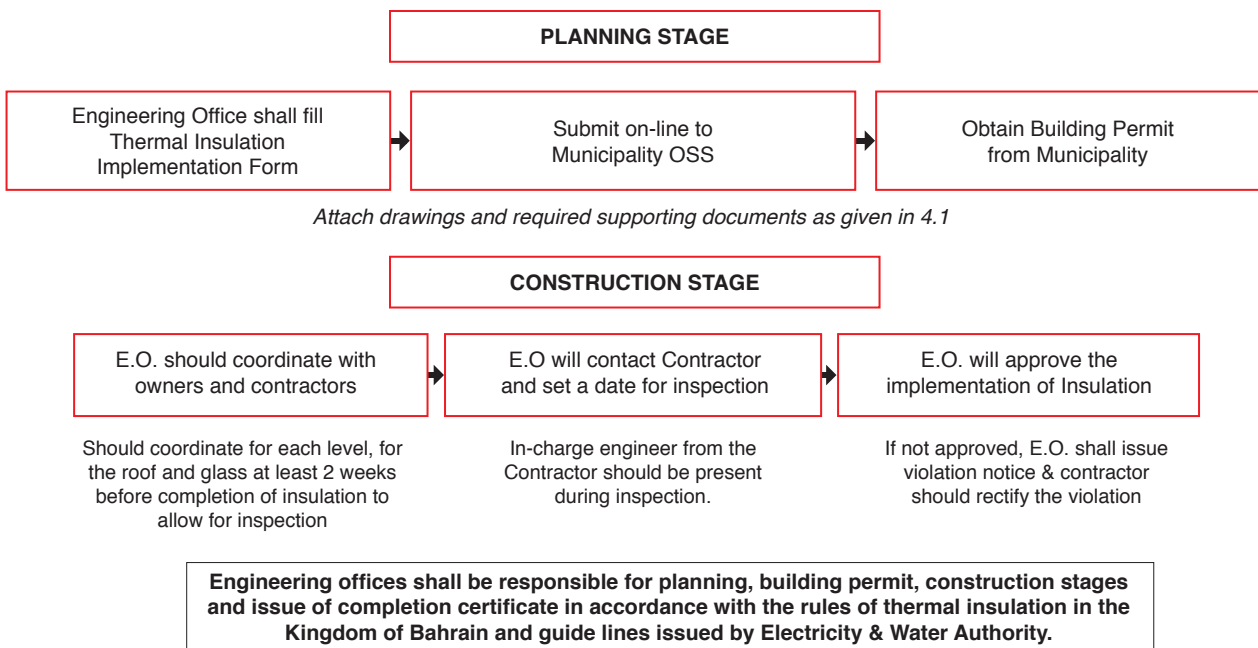 PLANNING STAGE
Engineering Office shall fill
Thermal Insulation
Implementation Form
Submit on-line to
Municipality OSS
Obtain Building Permit
from Municipality
Attach drawings and required supporting documents as given in 4.1
CONSTRUCTION STAGE
E.O. should coordinate with
owners and contractors
E.O will contact Contractor
and set a date for inspection
E.O. will approve the
implementation of Insulation
Should coordinate for each level, for
the roof and glass at least 2 weeks
before completion of insulation to
allow for inspection
In-charge engineer from the
Contractor should be present
during inspection.
If not approved, E.O. shall issue
violation notice & contractor
should rectify the violation
Engineering offices shall be responsible for planning, building permit, construction stages
and issue of completion certificate in accordance with the rules of thermal insulation in the
Kingdom of Bahrain and guide lines issued by Electricity & Water Authority.